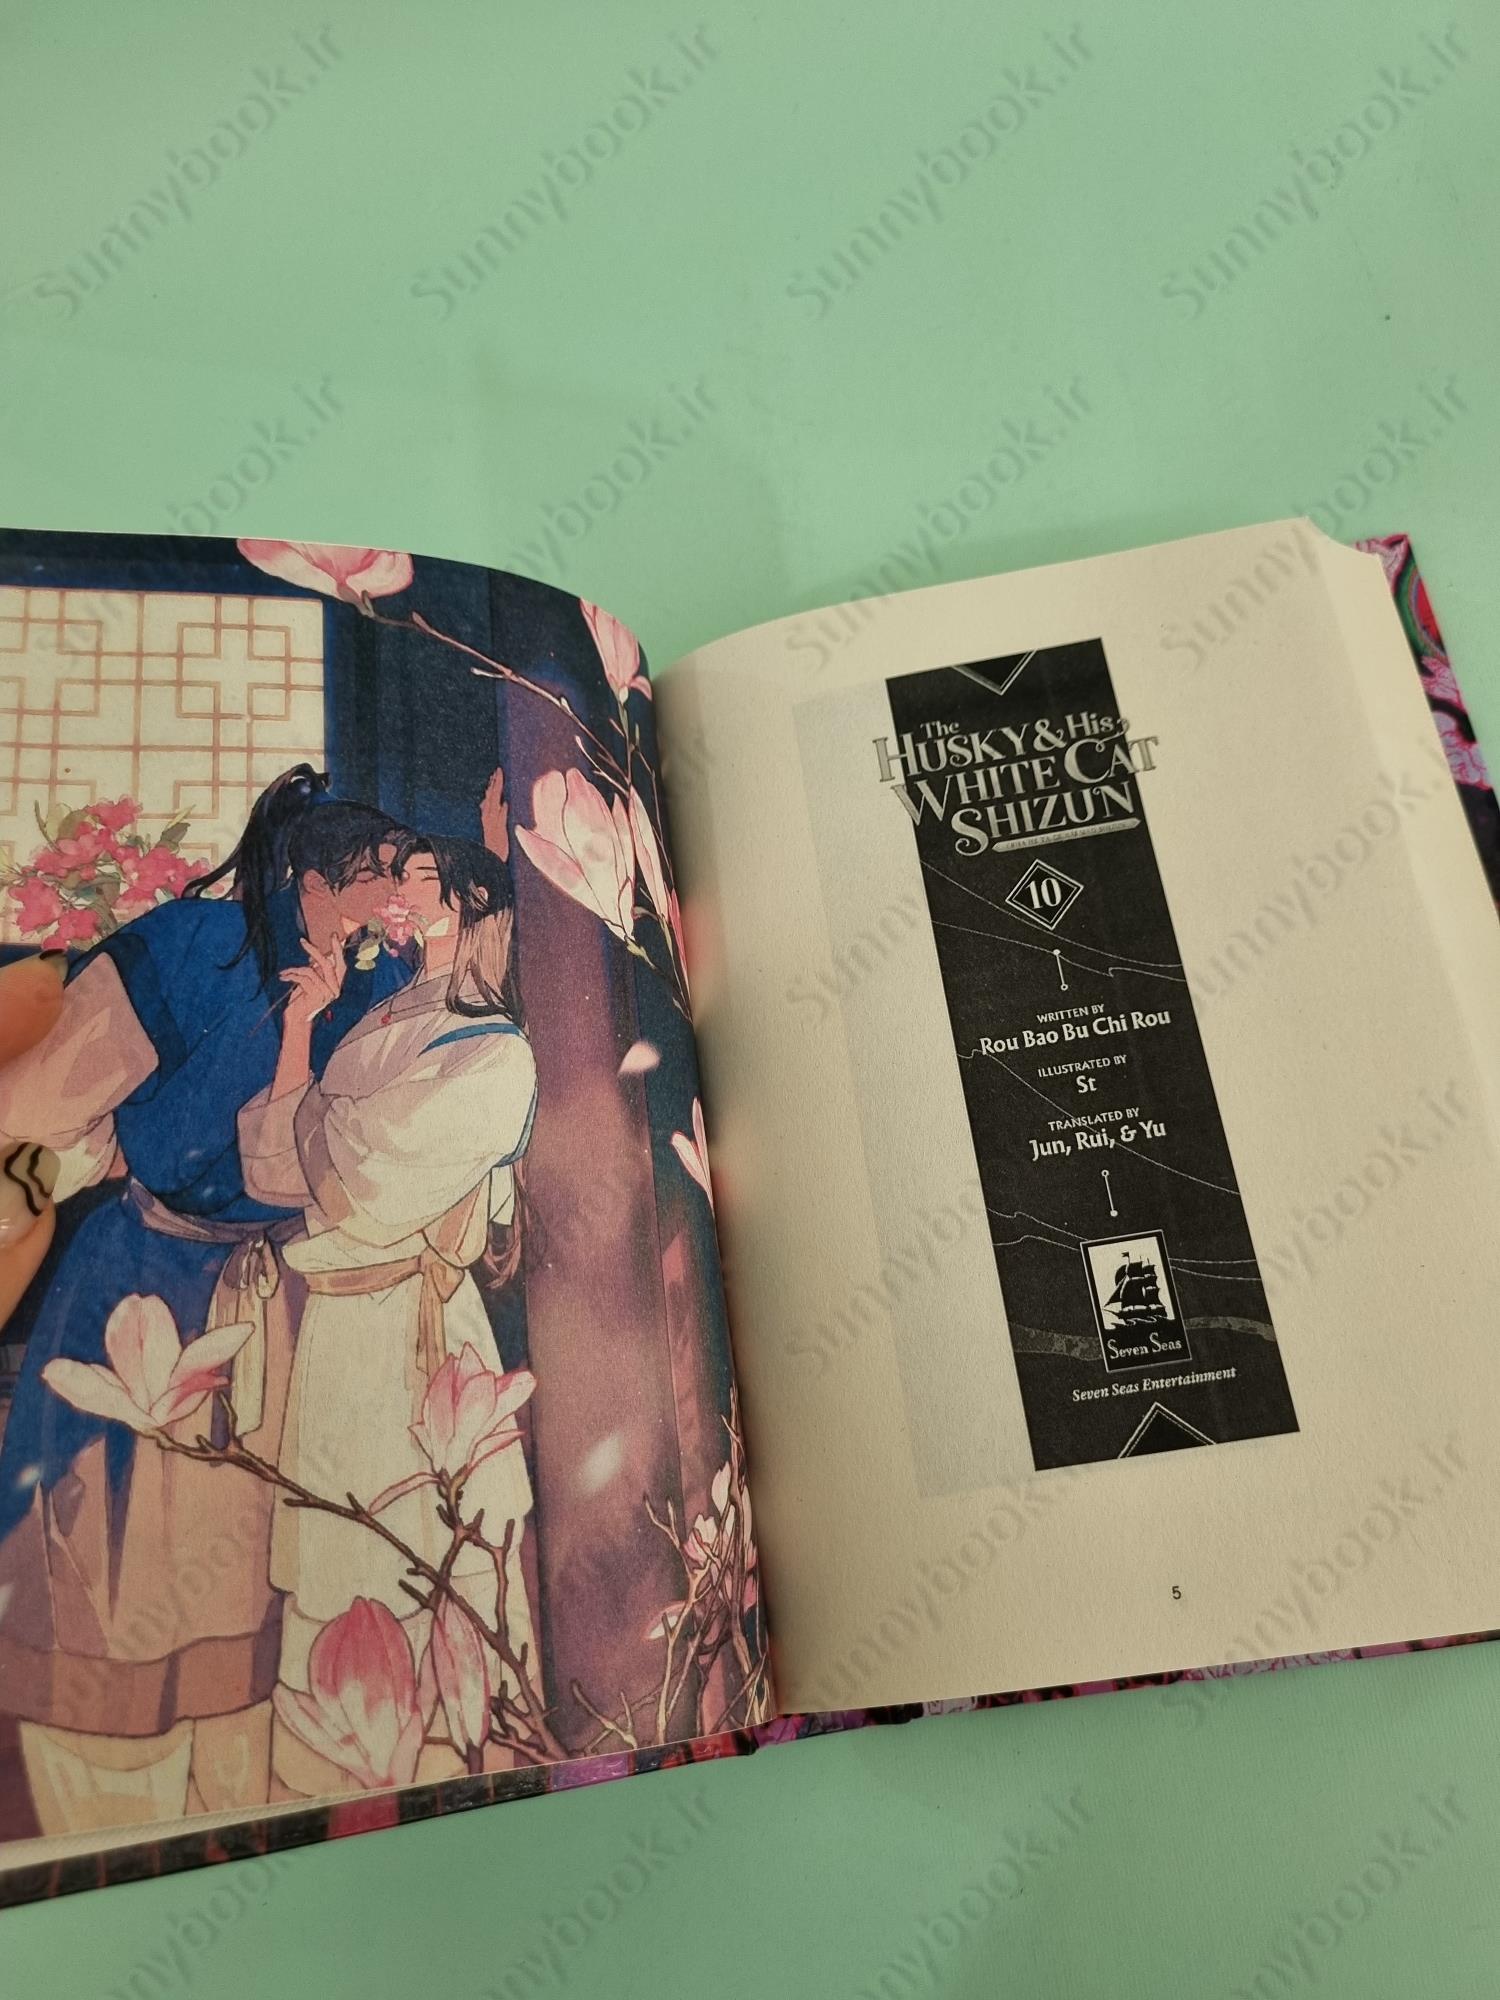 The
HUSKY & HIS
WHITE CAT
SHIZUN
10
WRITTEN BY
Rou Bao Bu Chi Rou
ILLUSTRATED BY
St
TRANSLATED BY
Jun, Rui, & Yu
Seven Seas
Seven Seas Entertainment
5
Sunnybook.ir